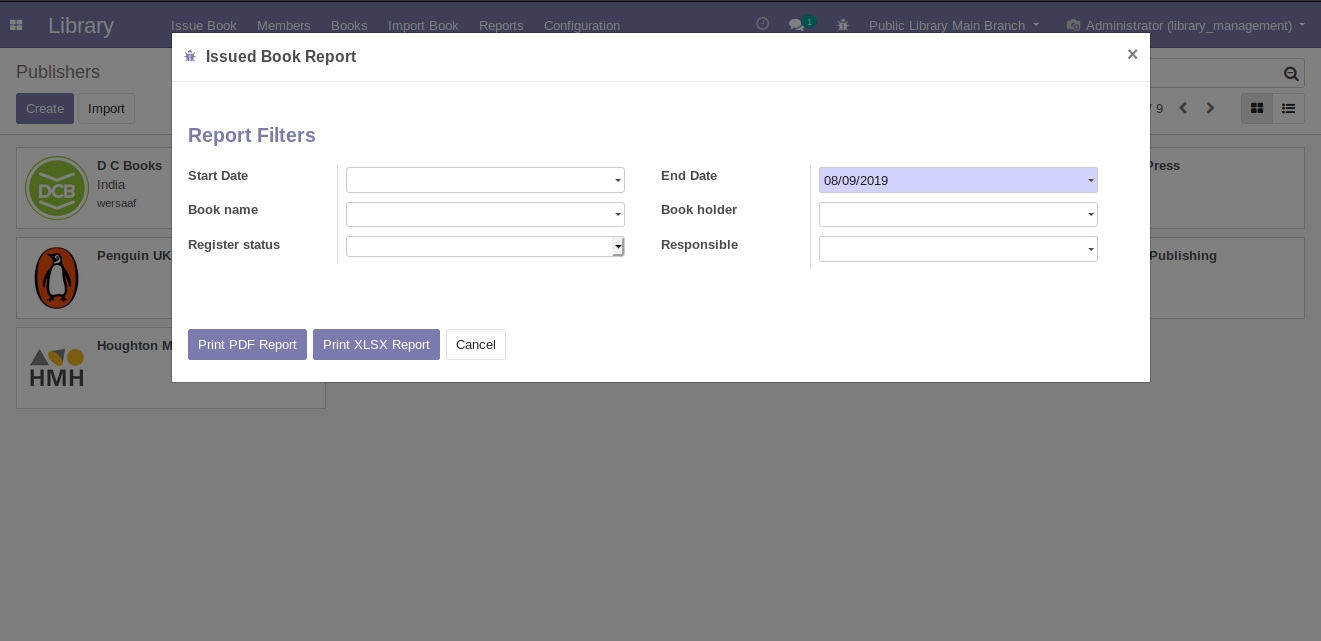 Library
Issue Book Members Books Import Book Reports Configuration
1
Public Library Main Branch
Administrator (library_management)
Publishers
Create
Import
/ 9
Issued Book Report
×
Report Filters
Start Date
End Date
08/09/2019
Book name
Book holder
Register status
Responsible
Print PDF Report
Print XLSX Report
Cancel
DCB
D C Books
India
wersaaf
Press
Penguin UK
Publishing
HMH
Houghton M